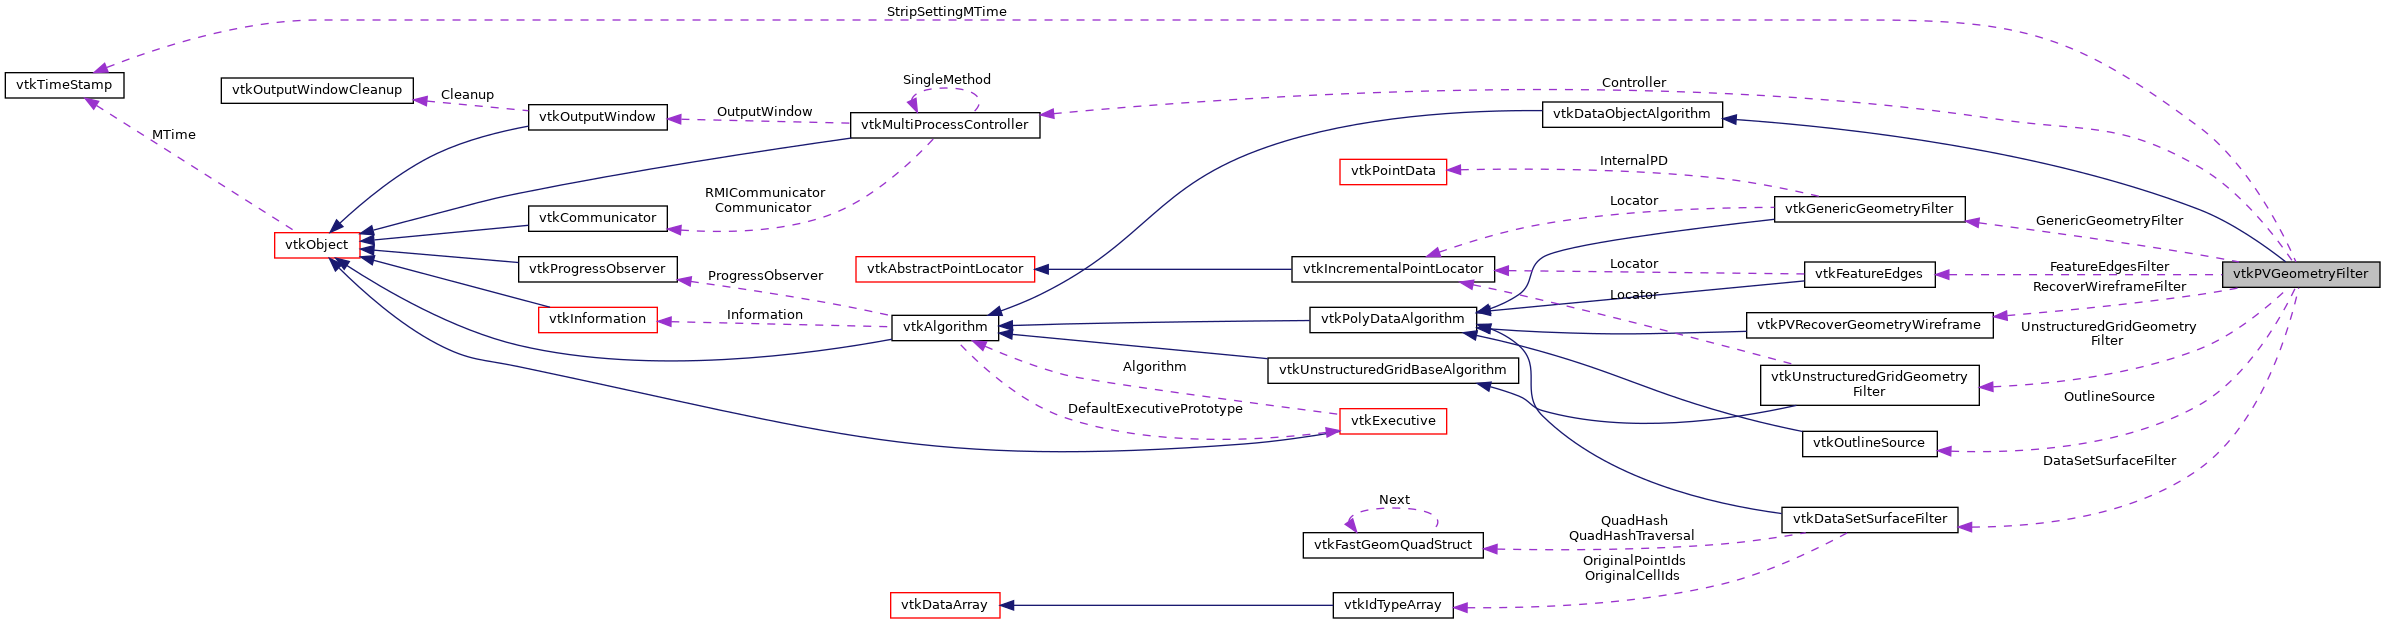 StripSettingMTime
vtkTimeStamp
vtkOutputWindowCleanup
Cleanup
SingleMethod
Controller
OutputWindow
vtkOutputWindow
vtkMultiProcessController
vtkDataObjectAlgorithm
MTime
InternalPD
vtkPointData
RMICommunicator
Communicator
Locator
vtkGenericGeometryFilter
GenericGeometryFilter
vtkCommunicator
vtkObject
vtkProgressObserver
ProgressObserver
vtkAbstractPointLocator
vtkIncrementalPointLocator
Locator
vtkFeatureEdges
FeatureEdgesFilter
vtkPVGeometryFilter
RecoverWireframeFilter
Locator
vtkInformation
Information
vtkAlgorithm
vtkPolyDataAlgorithm
vtkPVRecoverGeometryWireframe
UnstructuredGridGeometry
Filter
Algorithm
vtkUnstructuredGridBaseAlgorithm
vtkUnstructuredGridGeometry
Filter
OutlineSource
DefaultExecutivePrototype
vtkExecutive
vtkOutlineSource
DataSetSurfaceFilter
Next
vtkFastGeomQuadStruct
QuadHash
QuadHashTraversal
vtkDataSetSurfaceFilter
OriginalPointIds
OriginalCellIds
vtkDataArray
vtkIdTypeArray